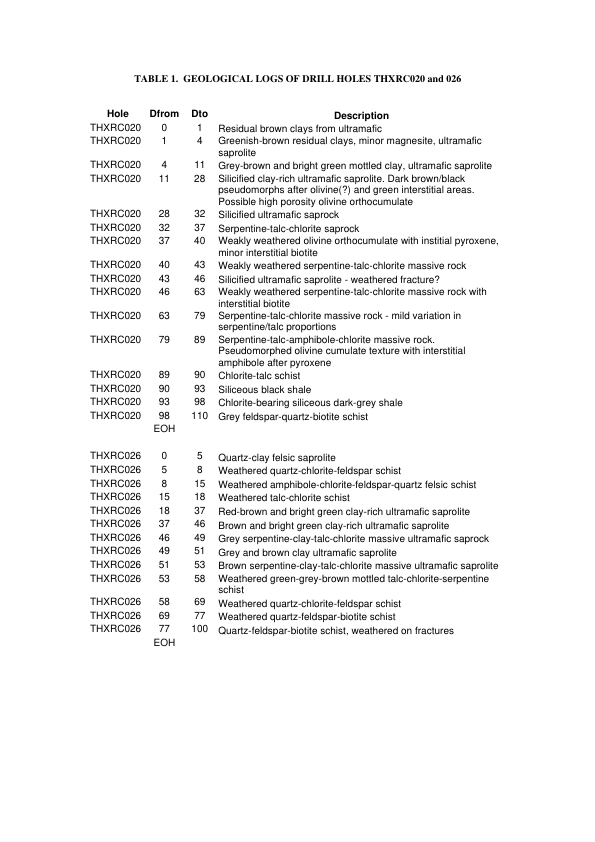 TABLE 1. GEOLOGICAL LOGS OF DRILL HOLES THXRC020 and 026
Hole Dfrom Dto Description
THXRC020 0 1 Residual brown clays from ultramafic
THXRC020 1 4 Greenish-brown residual clays, minor magnesite, ultramafic
saprolite
THXRC020 4 11 Grey-brown and bright green mottled clay, ultramafic saprolite
THXRC020 11 28 Silicified clay-rich ultramafic saprolite. Dark brown/black
pseudomorphs after olivine(?) and green interstitial areas.
Possible high porosity olivine orthocumulate
THXRC020 28 32 Silicified ultramafic saprock
THXRC020 32 37 Serpentine-talc-chlorite saprock
THXRC020 37 40 Weakly weathered olivine orthocumulate with institial pyroxene,
minor interstitial biotite
THXRC020 40 43 Weakly weathered serpentine-talc-chlorite massive rock
THXRC020 43 46 Silicified ultramafic saprolite - weathered fracture?
THXRC020 46 63 Weakly weathered serpentine-talc-chlorite massive rock with
interstitial biotite
THXRC020 63 79 Serpentine-talc-chlorite massive rock - mild variation in
serpentine/talc proportions
THXRC020 79 89 Serpentine-talc-amphibole-chlorite massive rock.
Pseudomorphed olivine cumulate texture with interstitial
amphibole after pyroxene
THXRC020 89 90 Chlorite-talc schist
THXRC020 90 93 Siliceous black shale
THXRC020 93 98 Chlorite-bearing siliceous dark-grey shale
THXRC020 98 110 Grey feldspar-quartz-biotite schist
EOH
THXRC026 0 5 Quartz-clay felsic saprolite
THXRC026 5 8 Weathered quartz-chlorite-feldspar schist
THXRC026 8 15 Weathered amphibole-chlorite-feldspar-quartz felsic schist
THXRC026 15 18 Weathered talc-chlorite schist
THXRC026 18 37 Red-brown and bright green clay-rich ultramafic saprolite
THXRC026 37 46 Brown and bright green clay-rich ultramafic saprolite
THXRC026 46 49 Grey serpentine-clay-talc-chlorite massive ultramafic saprock
THXRC026 49 51 Grey and brown clay ultramafic saprolite
THXRC026 51 53 Brown serpentine-clay-talc-chlorite massive ultramafic saprolite
THXRC026 53 58 Weathered green-grey-brown mottled talc-chlorite-serpentine
schist
THXRC026 58 69 Weathered quartz-chlorite-feldspar schist
THXRC026 69 77 Weathered quartz-feldspar-biotite schist
THXRC026 77 100 Quartz-feldspar-biotite schist, weathered on fractures
EOH